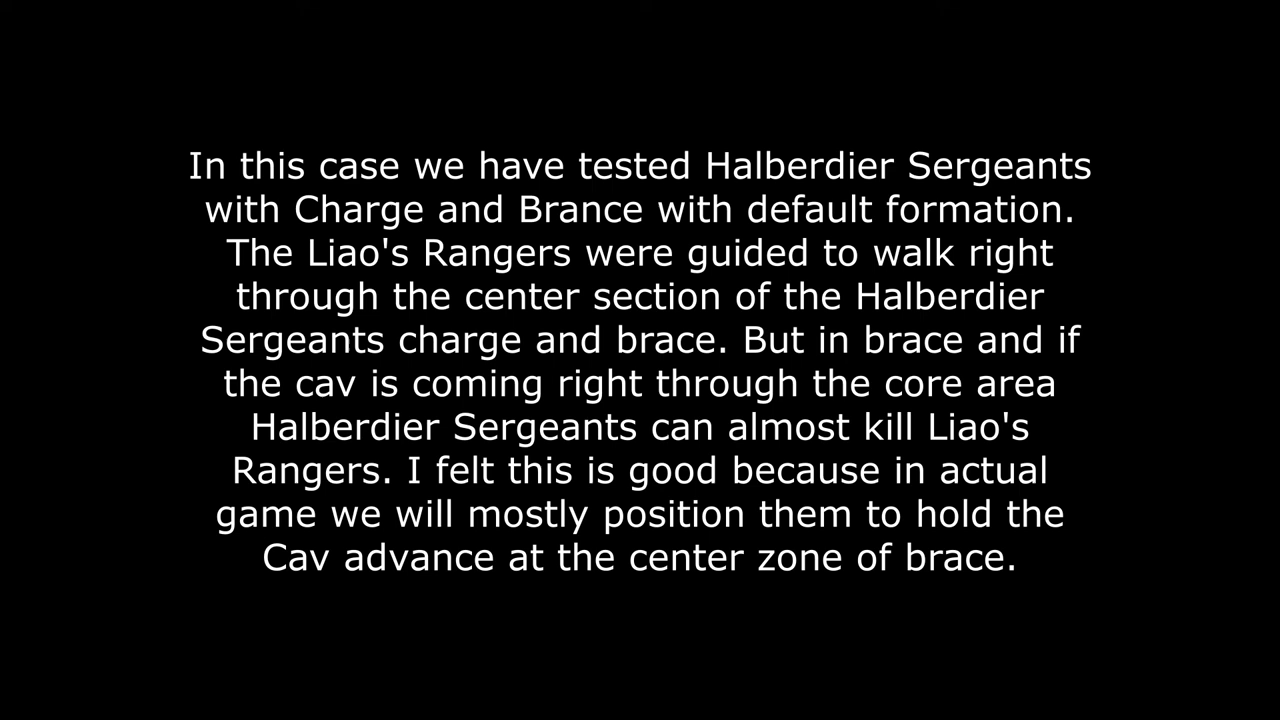 In this case we have tested Halberdier Sergeants
with Charge and Brance with default formation.
The Liao's Rangers were guided to walk right
through the center section of the Halberdier
Sergeants charge and brace. But in brace and if
the cav is coming right through the core area
Halberdier Sergeants can almost kill Liao's
Rangers. I felt this is good because in actual
game we will mostly position them to hold the
Cav advance at the center zone of brace.